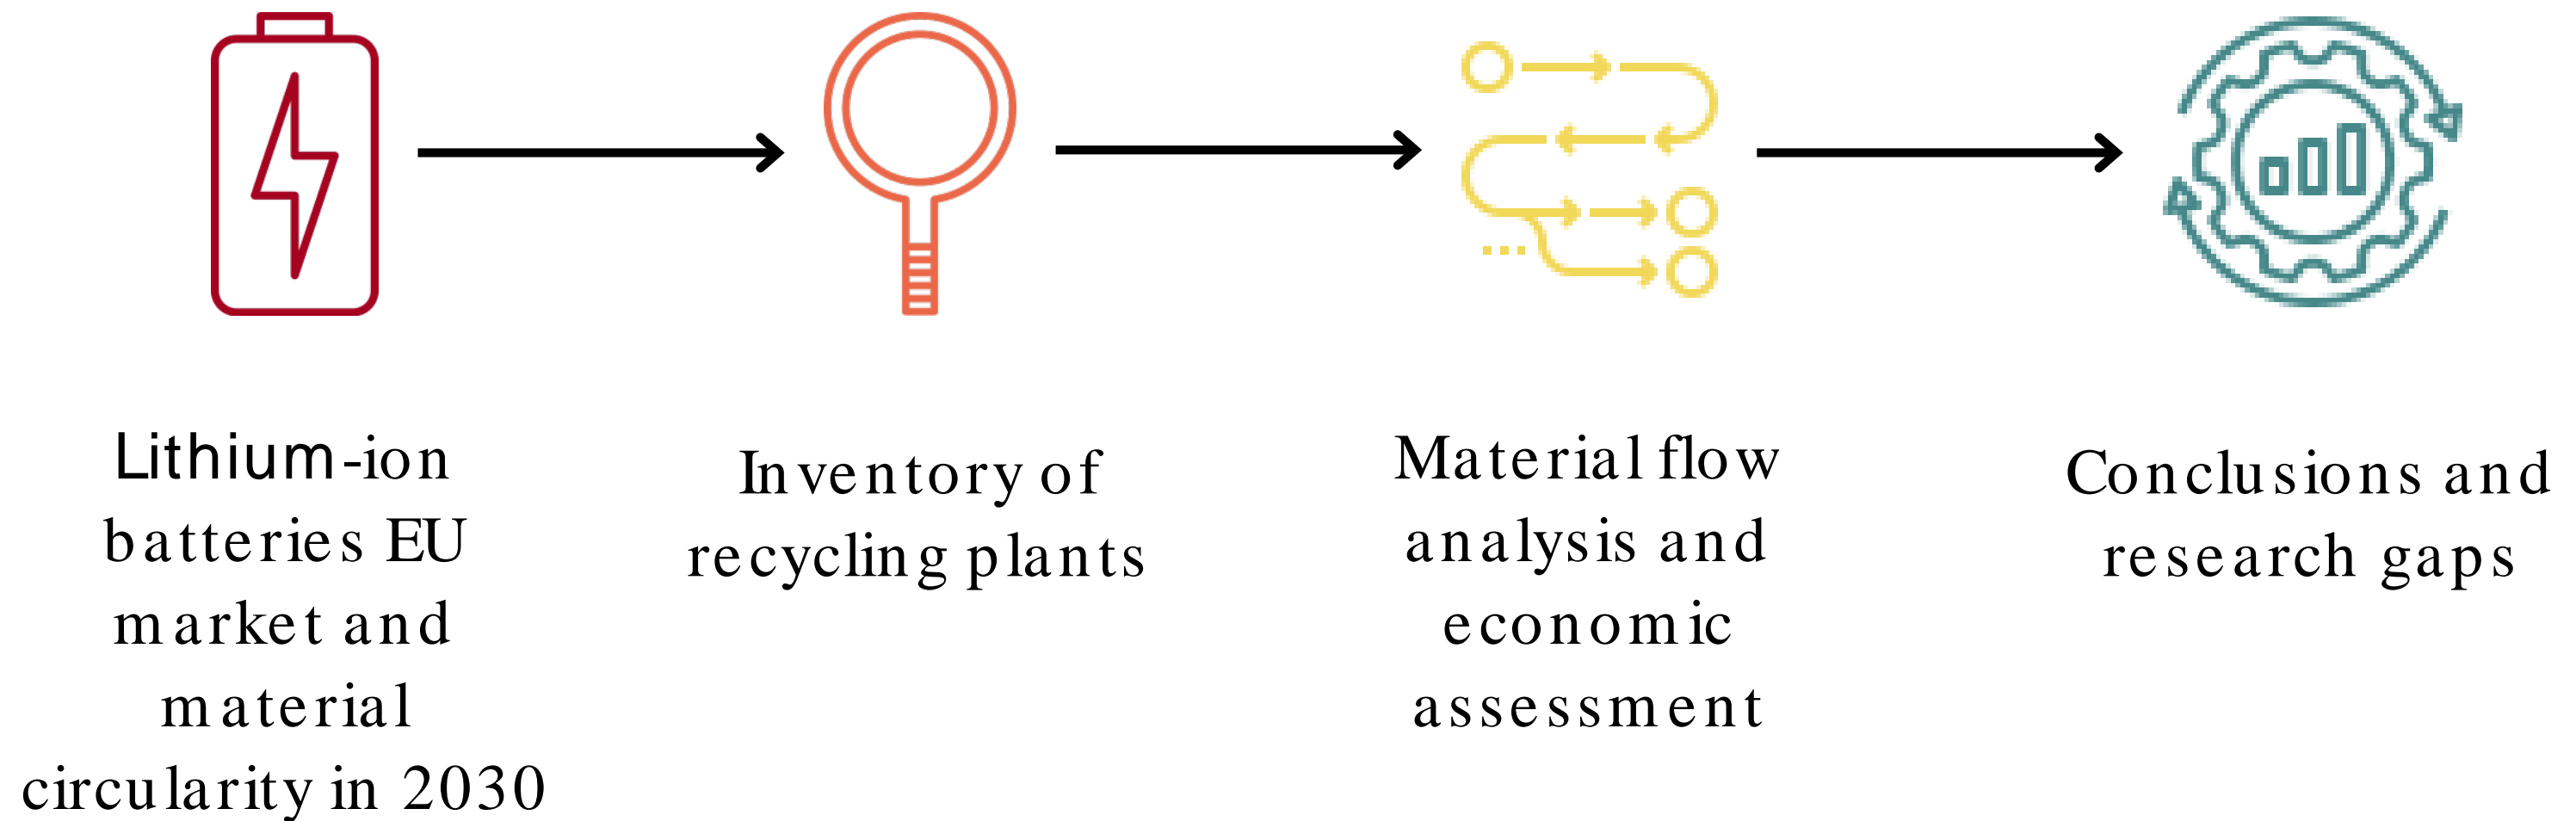 Lithium-ion
batteries EU
market and
material
circularity in 2030
Inventory of
recycling plants
Material flow
analysis and
economic
assessment
Conclusions and
research gaps